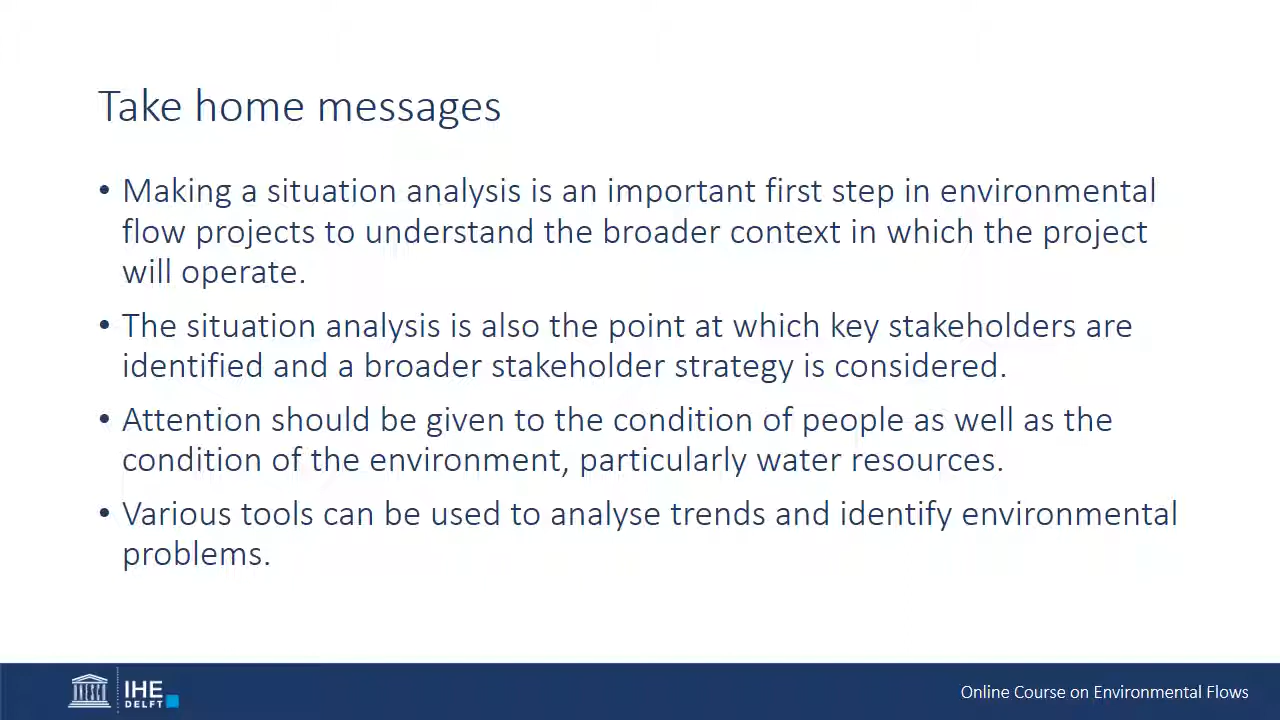 Take home messages
• Making a situation analysis is an important first step in environmental
flow projects to understand the broader context in which the project
will operate.
• The situation analysis is also the point at which key stakeholders are
identified and a broader stakeholder strategy is considered.
• Attention should be given to the condition of people as well as the
condition of the environment, particularly water resources.
• Various tools can be used to analyse trends and identify environmental
problems.
IHE
DELFT
Online Course on Environmental Flows